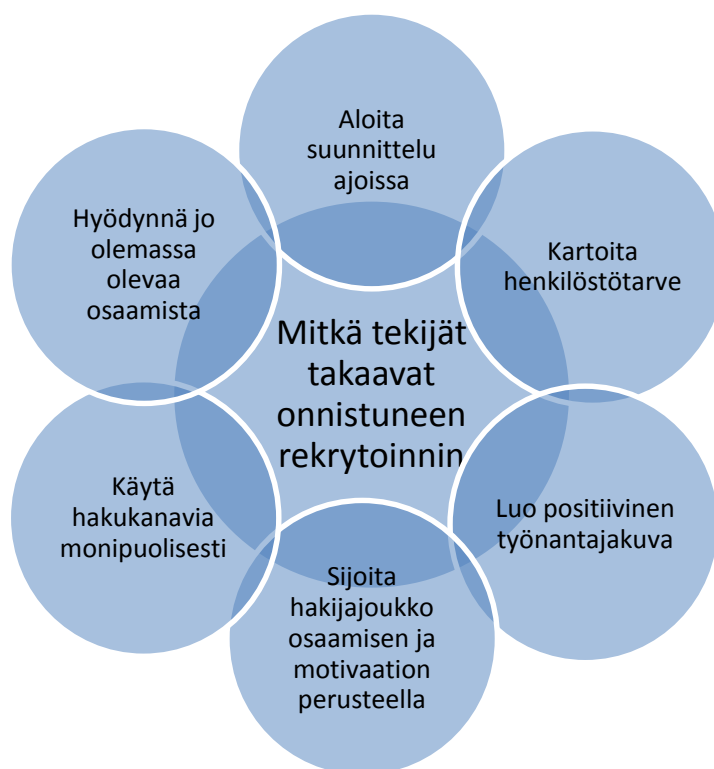 Aloita
suunnittelu
ajoissa
Kartoita
henkilöstötarve
Luo positiivinen
työnantajakuva
Sijoita
hakijajoukko
osaamisen ja
motivaation
perusteella
Käytä
hakukanavia
monipuolisesti
Hyödynnä jo
olemassa
olevaa
osaamista
Mitkä tekijät
takaavat
onnistuneen
rekrytoinnin